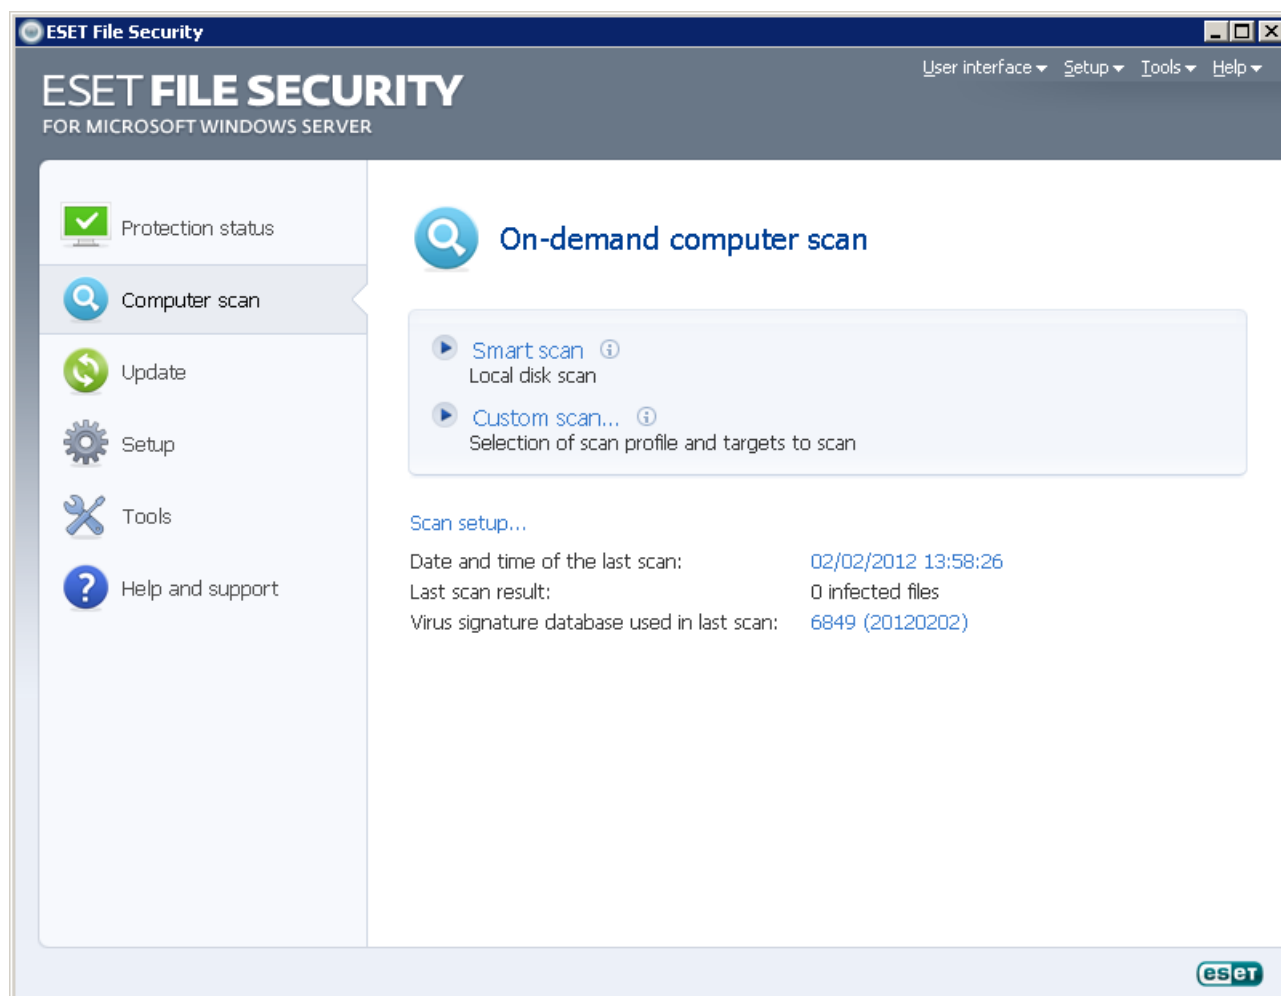 ESET File Security
ESET FILE SECURITY
FOR MICROSOFT WINDOWS SERVER
User interface Setup Tools Help
Protection status
Computer scan
Update
Setup
Tools
Help and support
On-demand computer scan
Smart scan
Local disk scan
Custom scan...
Selection of scan profile and targets to scan
Scan setup...
Date and time of the last scan: 02/02/2012 13:58:26
Last scan result: 0 infected files
Virus signature database used in last scan: 6849 (20120202)
eseT